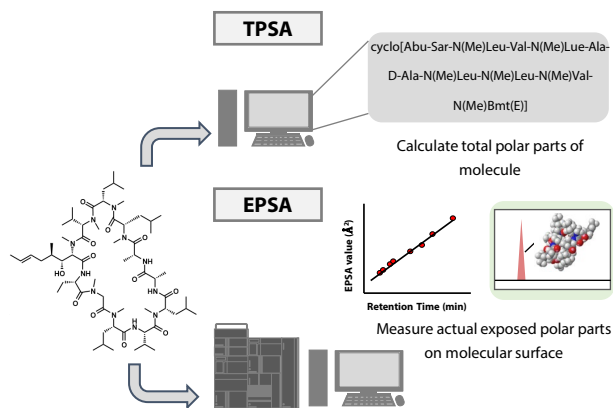 TPSA
cyclo[Abu-Sar-N(Me)Leu-Val-N(Me)Lue-Ala-
D-Ala-N(Me)Leu-N(Me)Leu-N(Me)Val-
N(Me)Bmt(E)]
Calculate total polar parts of
molecule
EPSA
EPSA value (Å²)
Retention Time (min)
Measure actual exposed polar parts
on molecular surface